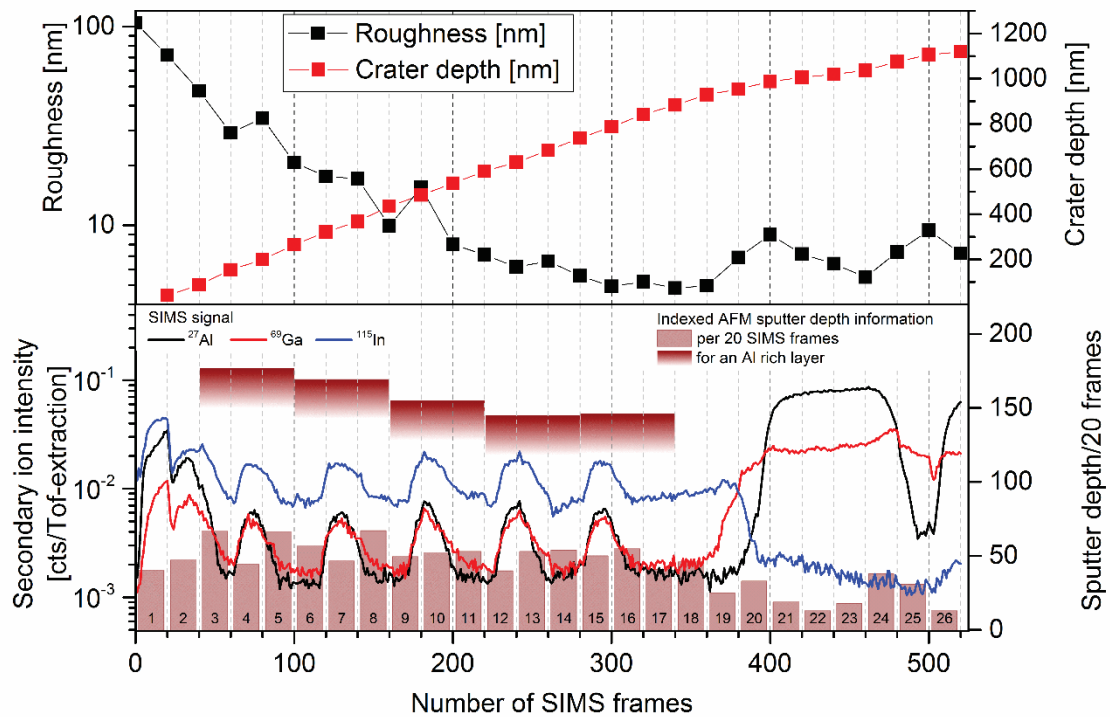 Roughness [nm]
100
10
Roughness [nm]
Crater depth [nm]
1200
1000
800
600
400
200
Crater depth [nm]
Secondary ion intensity
[cts/Tof-extraction]
10⁻¹
10⁻²
10⁻³
SIMS signal
²⁷Al ⁶⁹Ga ¹¹⁵In
Indexed AFM sputter depth information
per 20 SIMS frames
for an Al rich layer
200
150
100
50
0
Sputter depth/20 frames
1 2 3 4 5 6 7 8 9 10 11 12 13 14 15 16 17 18 19 20 21 22 23 24 25 26
0 100 200 300 400 500
Number of SIMS frames